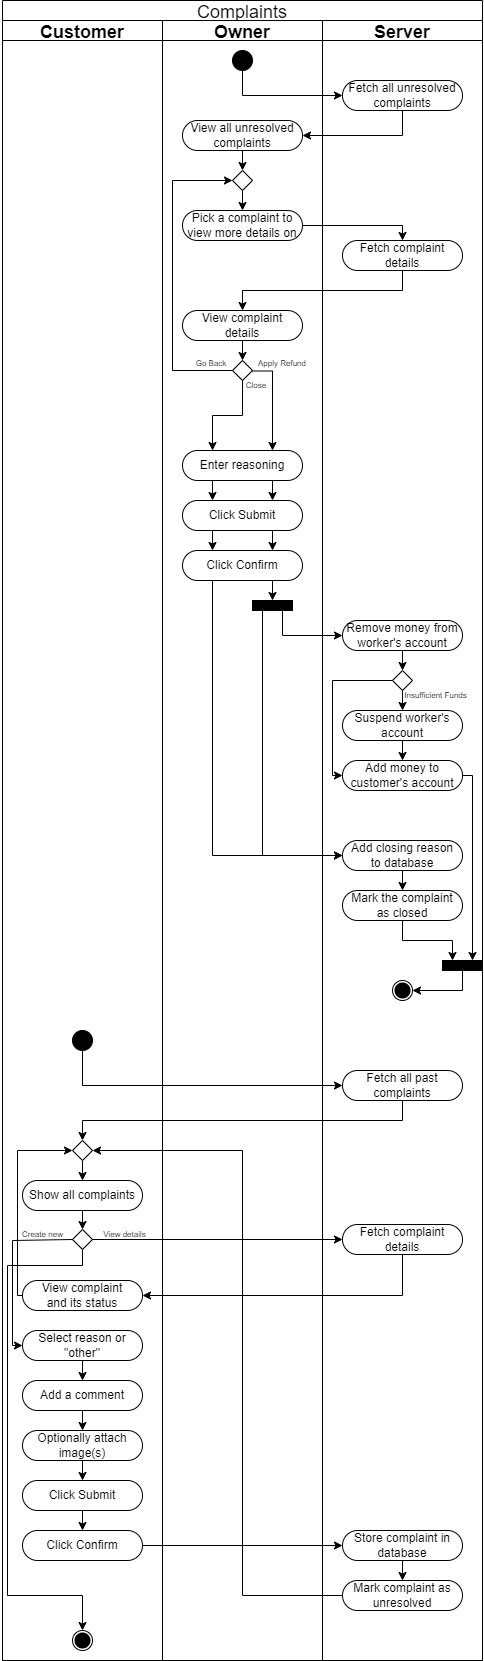 Complaints
Customer
Owner
Server
Fetch all unresolved
complaints
View all unresolved
complaints
Pick a complaint to
view more details on
Fetch complaint
details
View complaint
details
Go Back
Apply Refund
Close
Enter reasoning
Click Submit
Click Confirm
Remove money from
worker's account
Insufficient Funds
Suspend worker's
account
Add money to
customer's account
Add closing reason
to database
Mark the complaint
as closed
Fetch all past
complaints
Show all complaints
Create new
View details
Fetch complaint
details
View complaint
and its status
Select reason or
"other"
Add a comment
Optionally attach
image(s)
Click Submit
Click Confirm
Store complaint in
database
Mark complaint as
unresolved